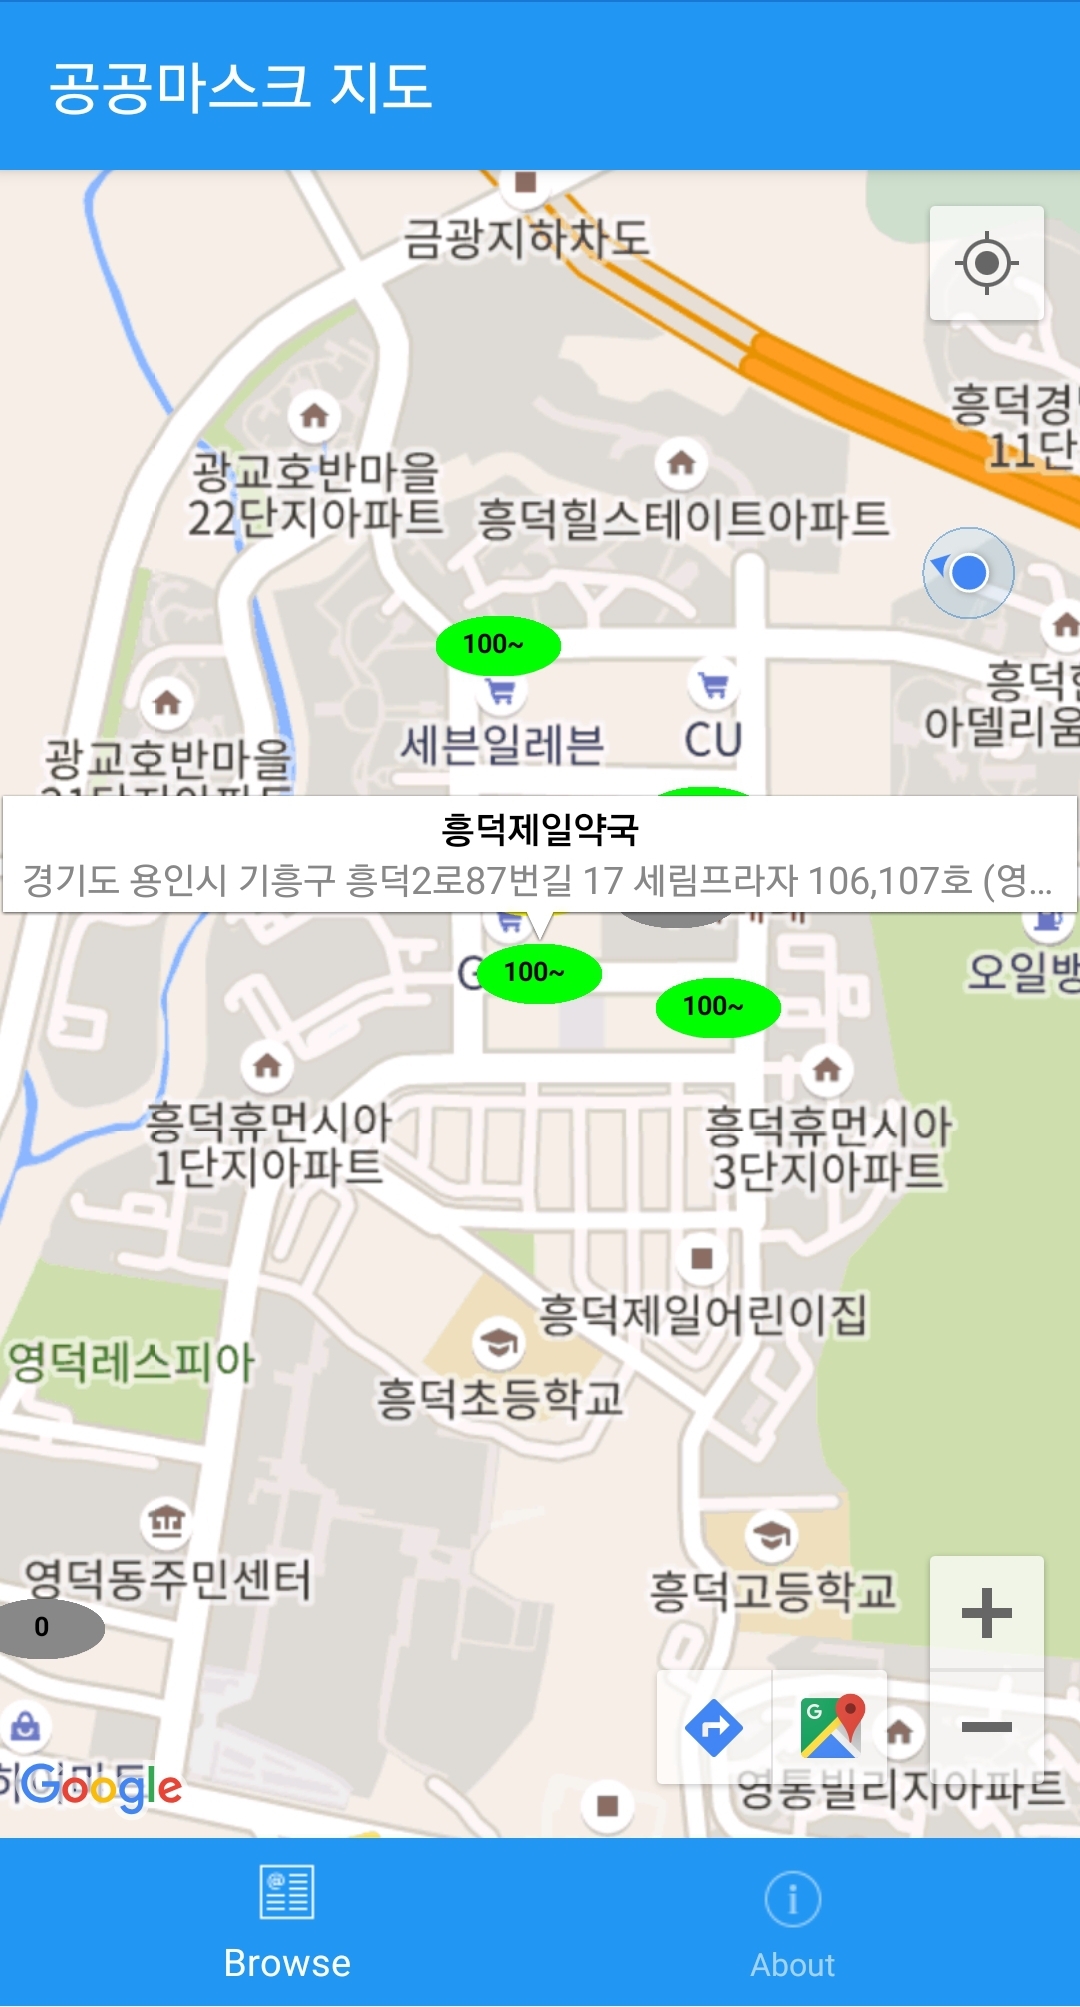 공공마스크 지도
금광지하차도
흥덕경
11단
광교호반마을
22단지아파트
흥덕힐스테이트아파트
100~
세븐일레븐
CU
흥덕
아델리움
광교호반마을
21단지아파트
흥덕제일약국
경기도 용인시 기흥구 흥덕2로87번길 17 세림프라자 106,107호 (영...
G
100~
100~
오일뱅
흥덕휴먼시아
1단지아파트
흥덕휴먼시아
3단지아파트
흥덕제일어린이집
영덕레스피아
흥덕초등학교
영덕동주민센터
흥덕고등학교
0
G
Google
영통빌리지아파트
Browse
About